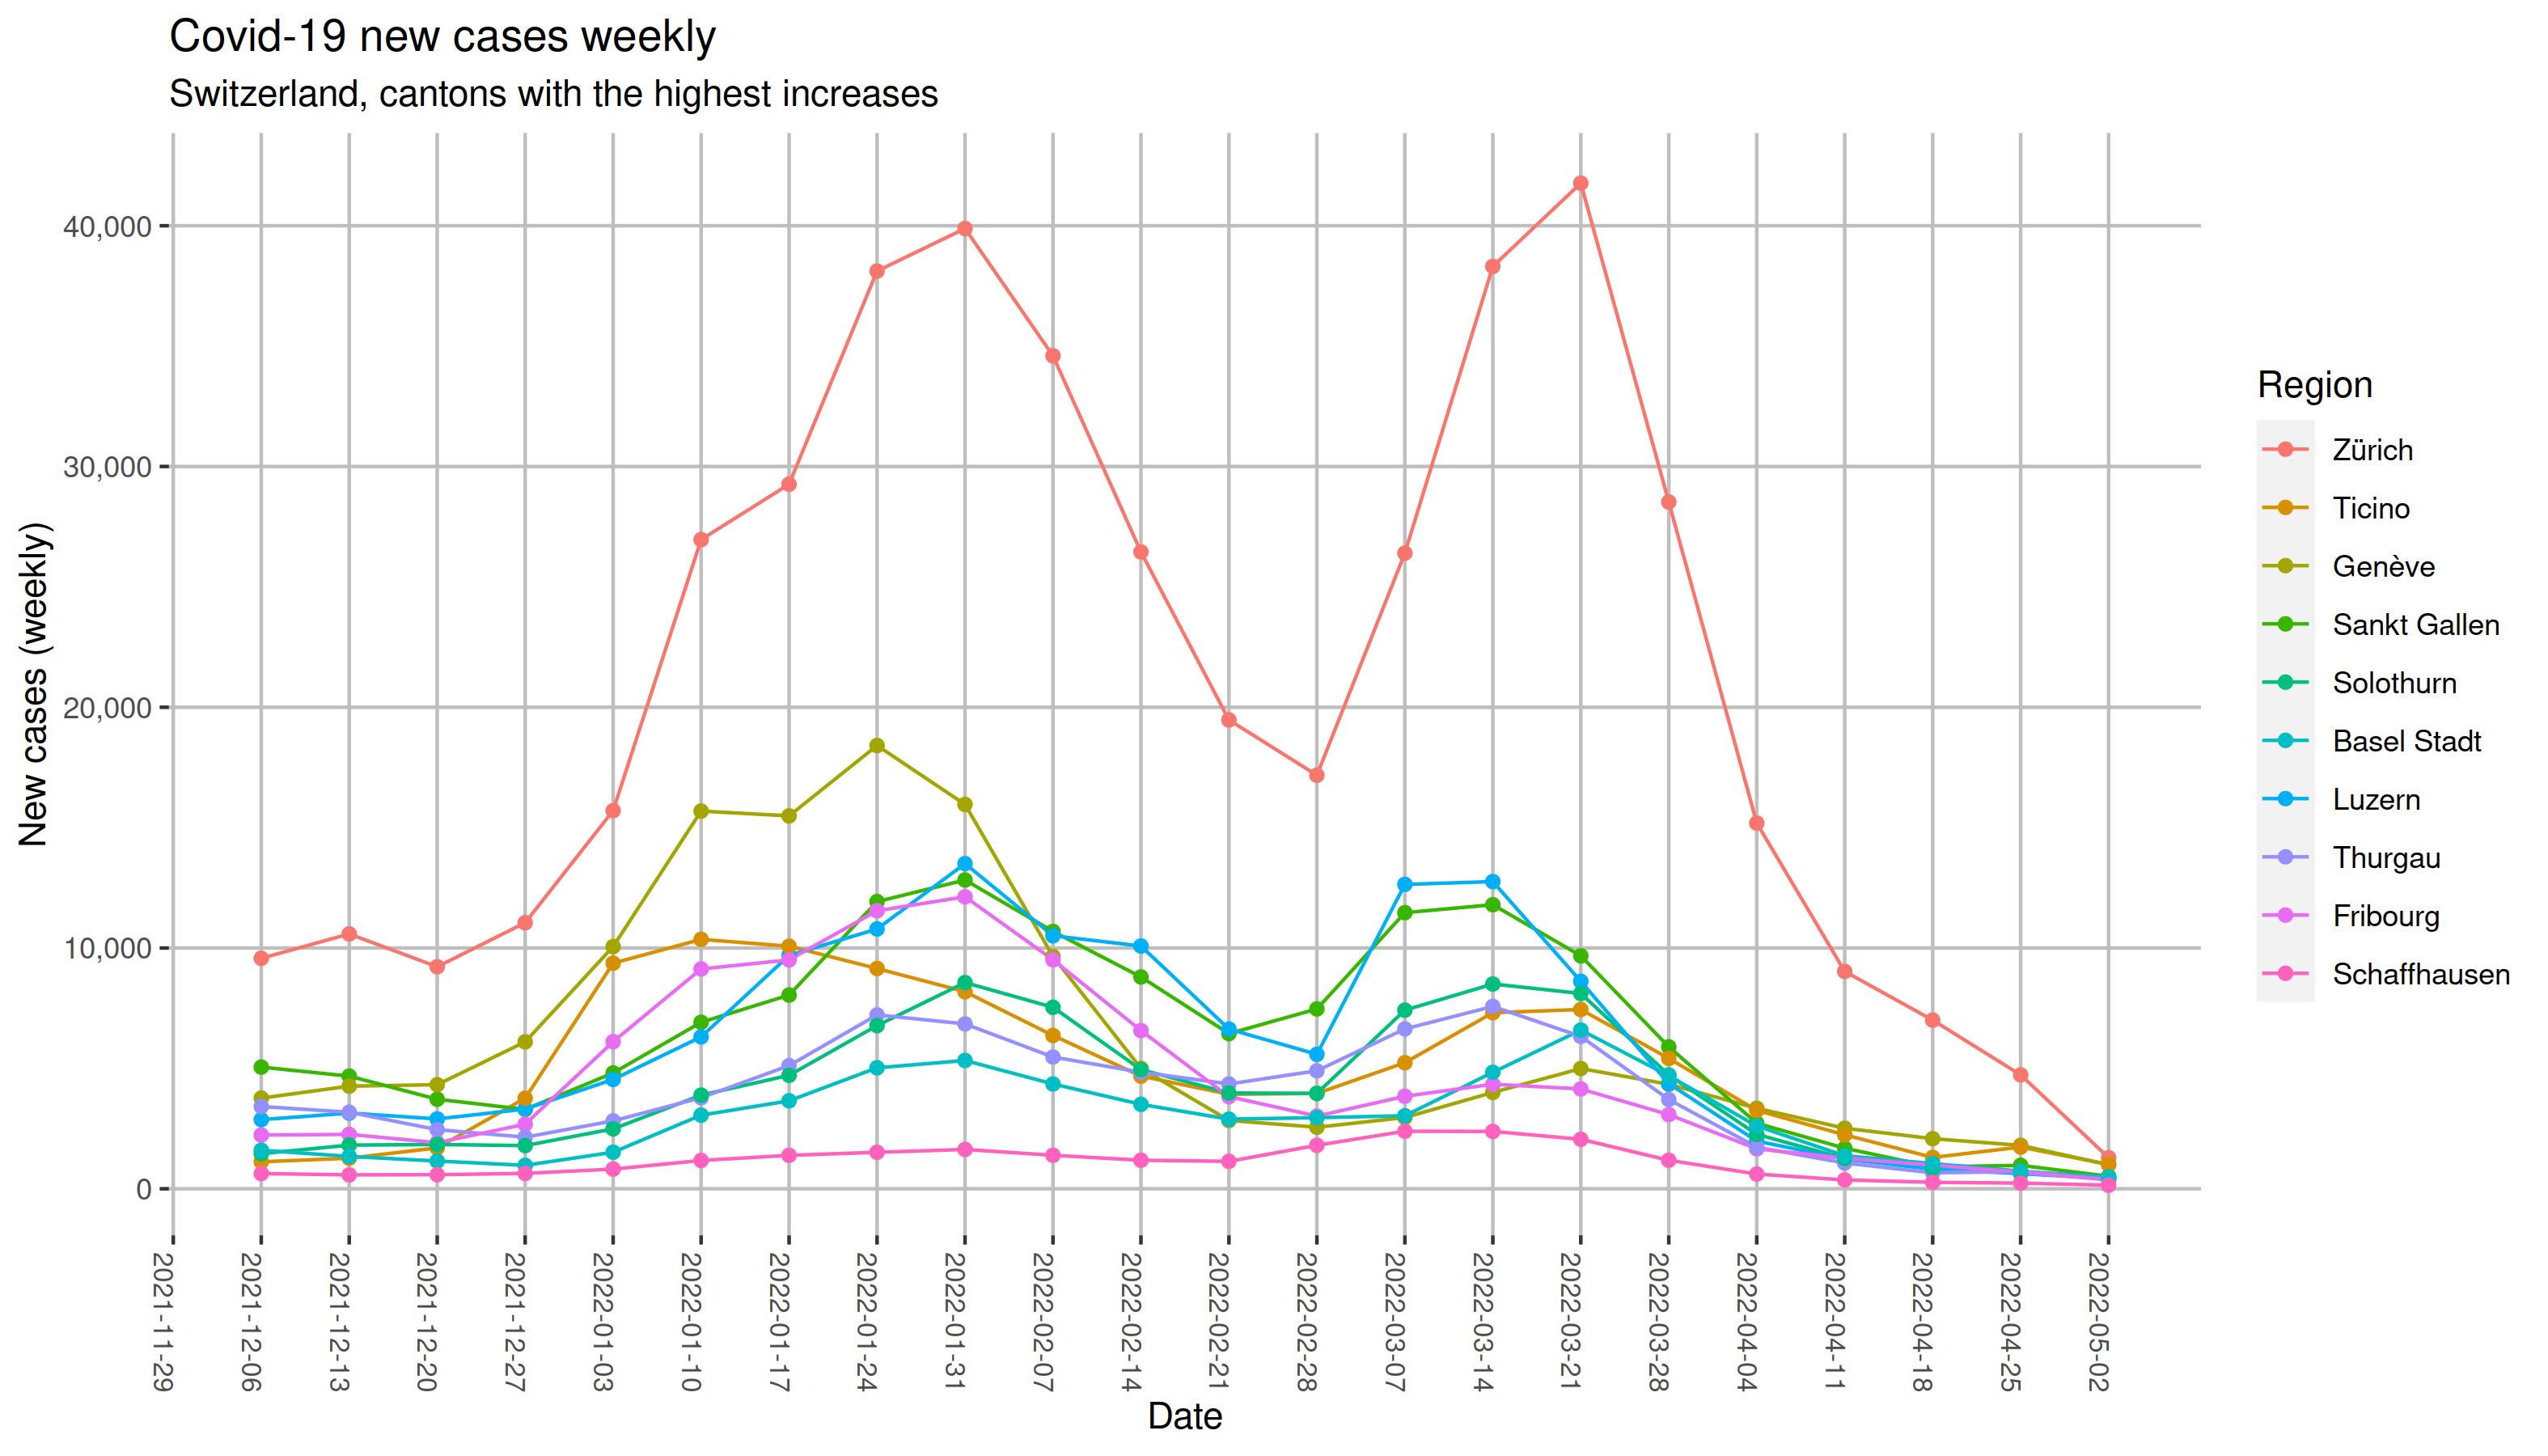 Covid-19 new cases weekly
Switzerland, cantons with the highest increases
New cases (weekly)
40,000
30,000
20,000
10,000
0
2021-11-29
2021-12-06
2021-12-13
2021-12-20
2021-12-27
2022-01-03
2022-01-10
2022-01-17
2022-01-24
2022-01-31
2022-02-07
2022-02-14
2022-02-21
2022-02-28
2022-03-07
2022-03-14
2022-03-21
2022-03-28
2022-04-04
2022-04-11
2022-04-18
2022-04-25
2022-05-02
Date
Region
Zürich
Ticino
Genève
Sankt Gallen
Solothurn
Basel Stadt
Luzern
Thurgau
Fribourg
Schaffhausen